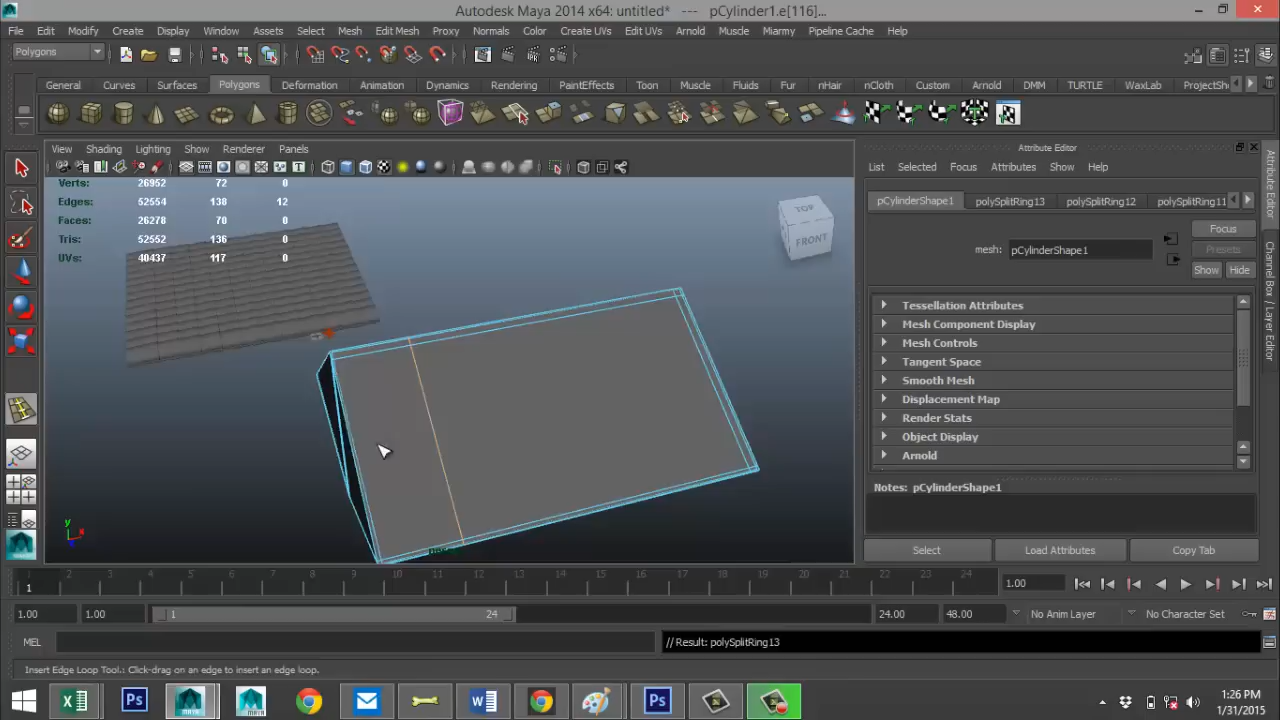 Autodesk Maya 2014 x64: untitled* --- pCylinder1.e[116]...
File Edit Modify Create Display Window Assets Select Mesh Edit Mesh Proxy Normals Color Create UVs Edit UVs Arnold Muscle Miarmy Pipeline Cache Help
Polygons
General Curves Surfaces Polygons Deformation Animation Dynamics Rendering PaintEffects Toon Muscle Fluids Fur nHair nCloth Custom Arnold DMM TURTLE WaxLab ProjectSh
View Shading Lighting Show Renderer Panels
Verts: 26952 72 0
Edges: 52554 138 12
Faces: 26278 70 0
Tris: 52552 136 0
UVs: 40437 117 0
TOP
FRONT
y
z
x
Attribute Editor
List Selected Focus Attributes Show Help
pCylinderShape1 polySplitRing13 polySplitRing12 polySplitRing11
mesh: pCylinderShape1
Focus
Presets
Show Hide
Tessellation Attributes
Mesh Component Display
Mesh Controls
Tangent Space
Smooth Mesh
Displacement Map
Render Stats
Object Display
Arnold
Notes: pCylinderShape1
Select Load Attributes Copy Tab
Attribute Editor
Channel Box / Layer Editor
1 2 3 4 5 6 7 8 9 10 11 12 13 14 15 16 17 18 19 20 21 22 23 24
1
1.00
1.00 1.00 1 24 24.00 48.00 No Anim Layer No Character Set
MEL // Result: polySplitRing13
Insert Edge Loop Tool: Click-drag on an edge to insert an edge loop.
1:26 PM
1/31/2015